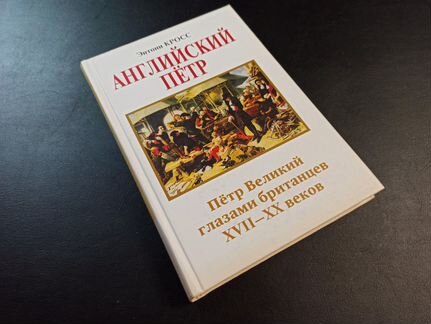 Энтони КРОСС
АНГЛИЙСКИЙ
ПЁТР
Пётр Великий
глазами британцев
XVII–XX веков